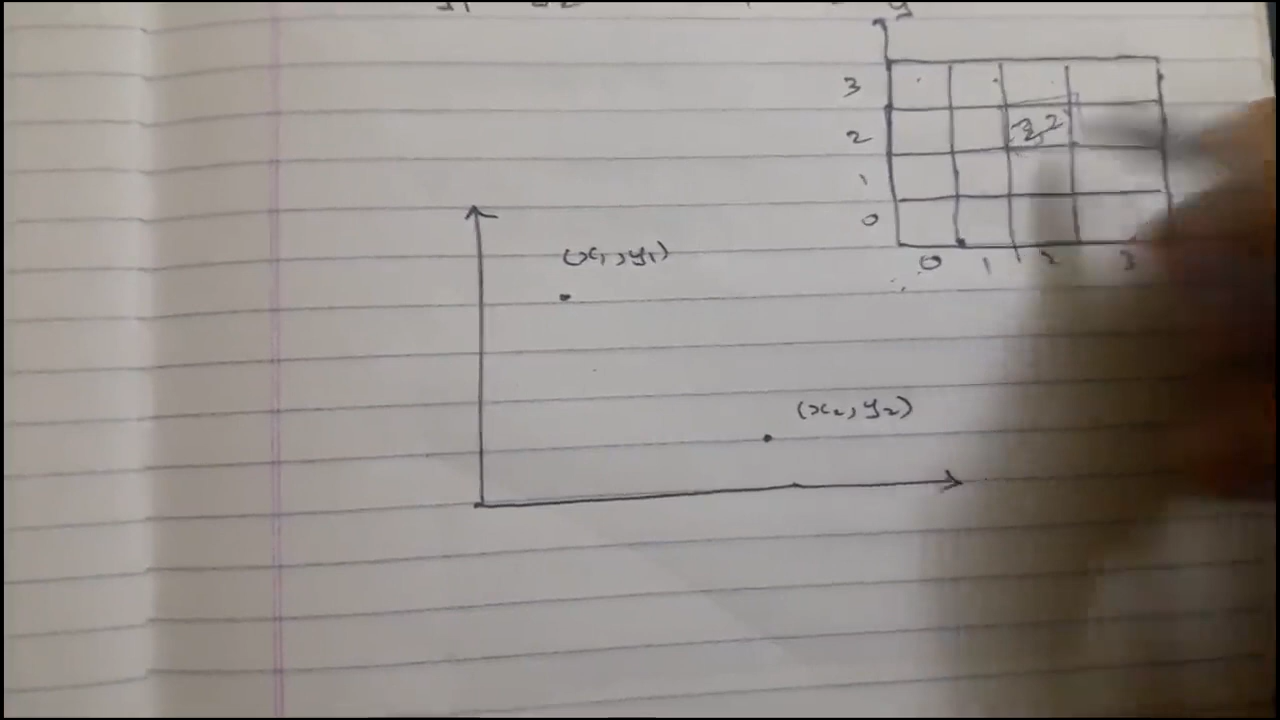 y
3
2
2,2
1
0
0 1 2 3
(x₁,y₁)
(x₂,y₂)